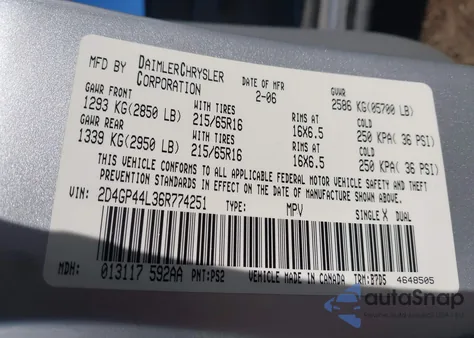 MFD BY DAIMLERCHRYSLER CORPORATION DATE OF MFR 2-06 GVWR 2586 KG(05700 LB)
GAWR FRONT WITH TIRES RIMS AT COLD
1293 KG(2850 LB) 215/65R16 16X6.5 250 KPA( 36 PSI)
GAWR REAR WITH TIRES RIMS AT COLD
1339 KG(2950 LB) 215/65R16 16X6.5 250 KPA( 36 PSI)
THIS VEHICLE CONFORMS TO ALL APPLICABLE FEDERAL MOTOR VEHICLE SAFETY AND THEFT
PREVENTION STANDARDS IN EFFECT ON THE DATE OF MANUFACTURE SHOWN ABOVE.
VIN: 2D4GP44L36R774251 TYPE: MPV SINGLE X DUAL
MDH: 013117 592AA PNT:PS2 VEHICLE MADE IN CANADA TRM:B7D5 4648505
autoSnap